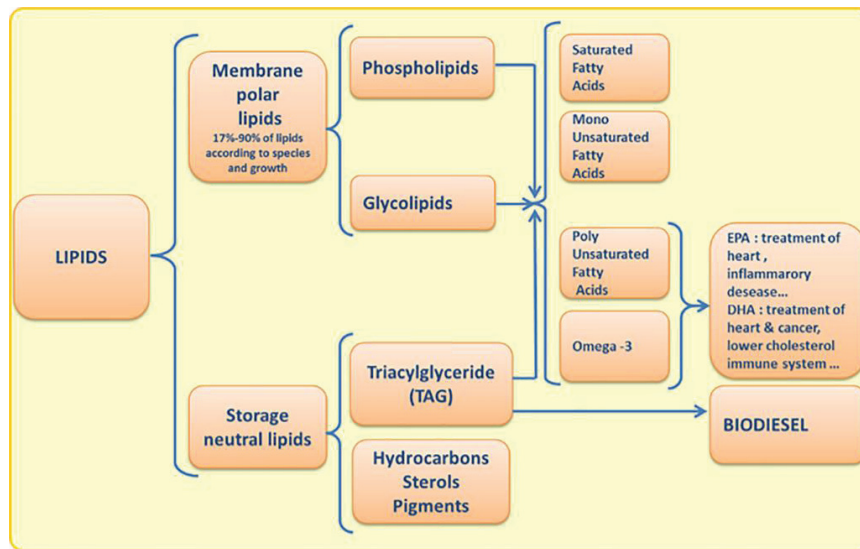 LIPIDS
Membrane
polar
lipids
17%-90% of lipids
according to species
and growth
Storage
neutral lipids
Phospholipids
Glycolipids
Triacylglyceride
(TAG)
Hydrocarbons
Sterols
Pigments
Saturated
Fatty
Acids
Mono
Unsaturated
Fatty
Acids
Poly
Unsaturated
Fatty
Acids
Omega -3
EPA : treatment of
heart ,
inflammarory
desease...
DHA : treatment of
heart & cancer,
lower cholesterol
immune system ...
BIODIESEL